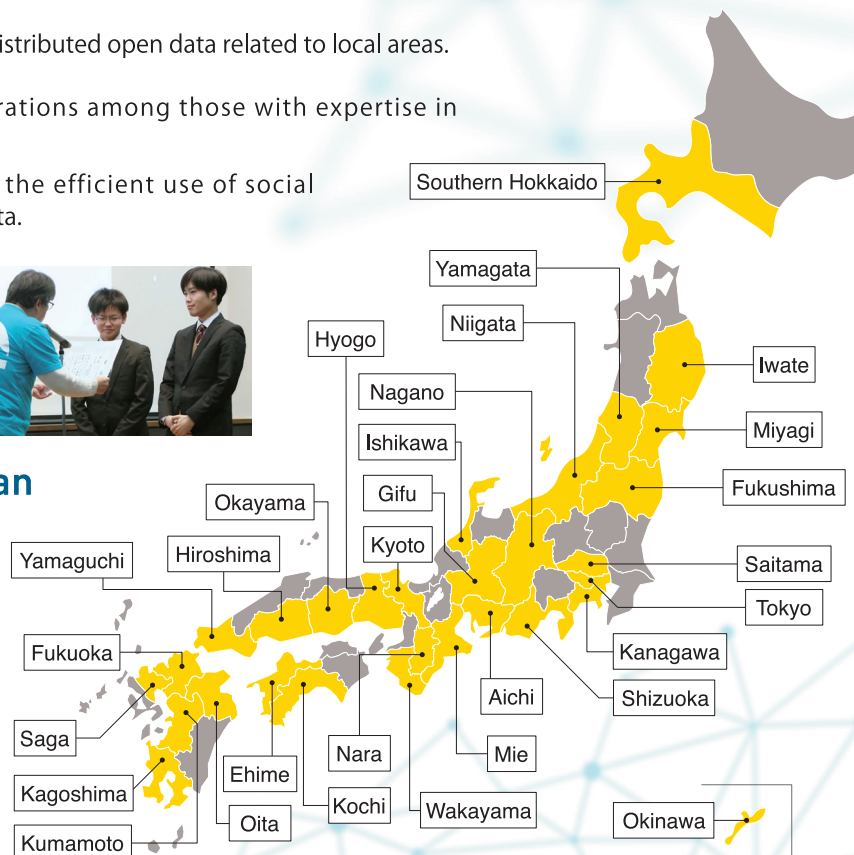 istributed open data related to local areas.
rations among those with expertise in
the efficient use of social
ta.
Southern Hokkaido
Yamagata
Niigata
Hyogo
Iwate
Nagano
Miyagi
Ishikawa
an
Fukushima
Gifu
Okayama
Kyoto
Hiroshima
Yamaguchi
Saitama
Tokyo
Fukuoka
Kanagawa
Aichi
Shizuoka
Saga
Nara
Mie
Ehime
Kagoshima
Kochi
Wakayama
Oita
Okinawa
Kumamoto